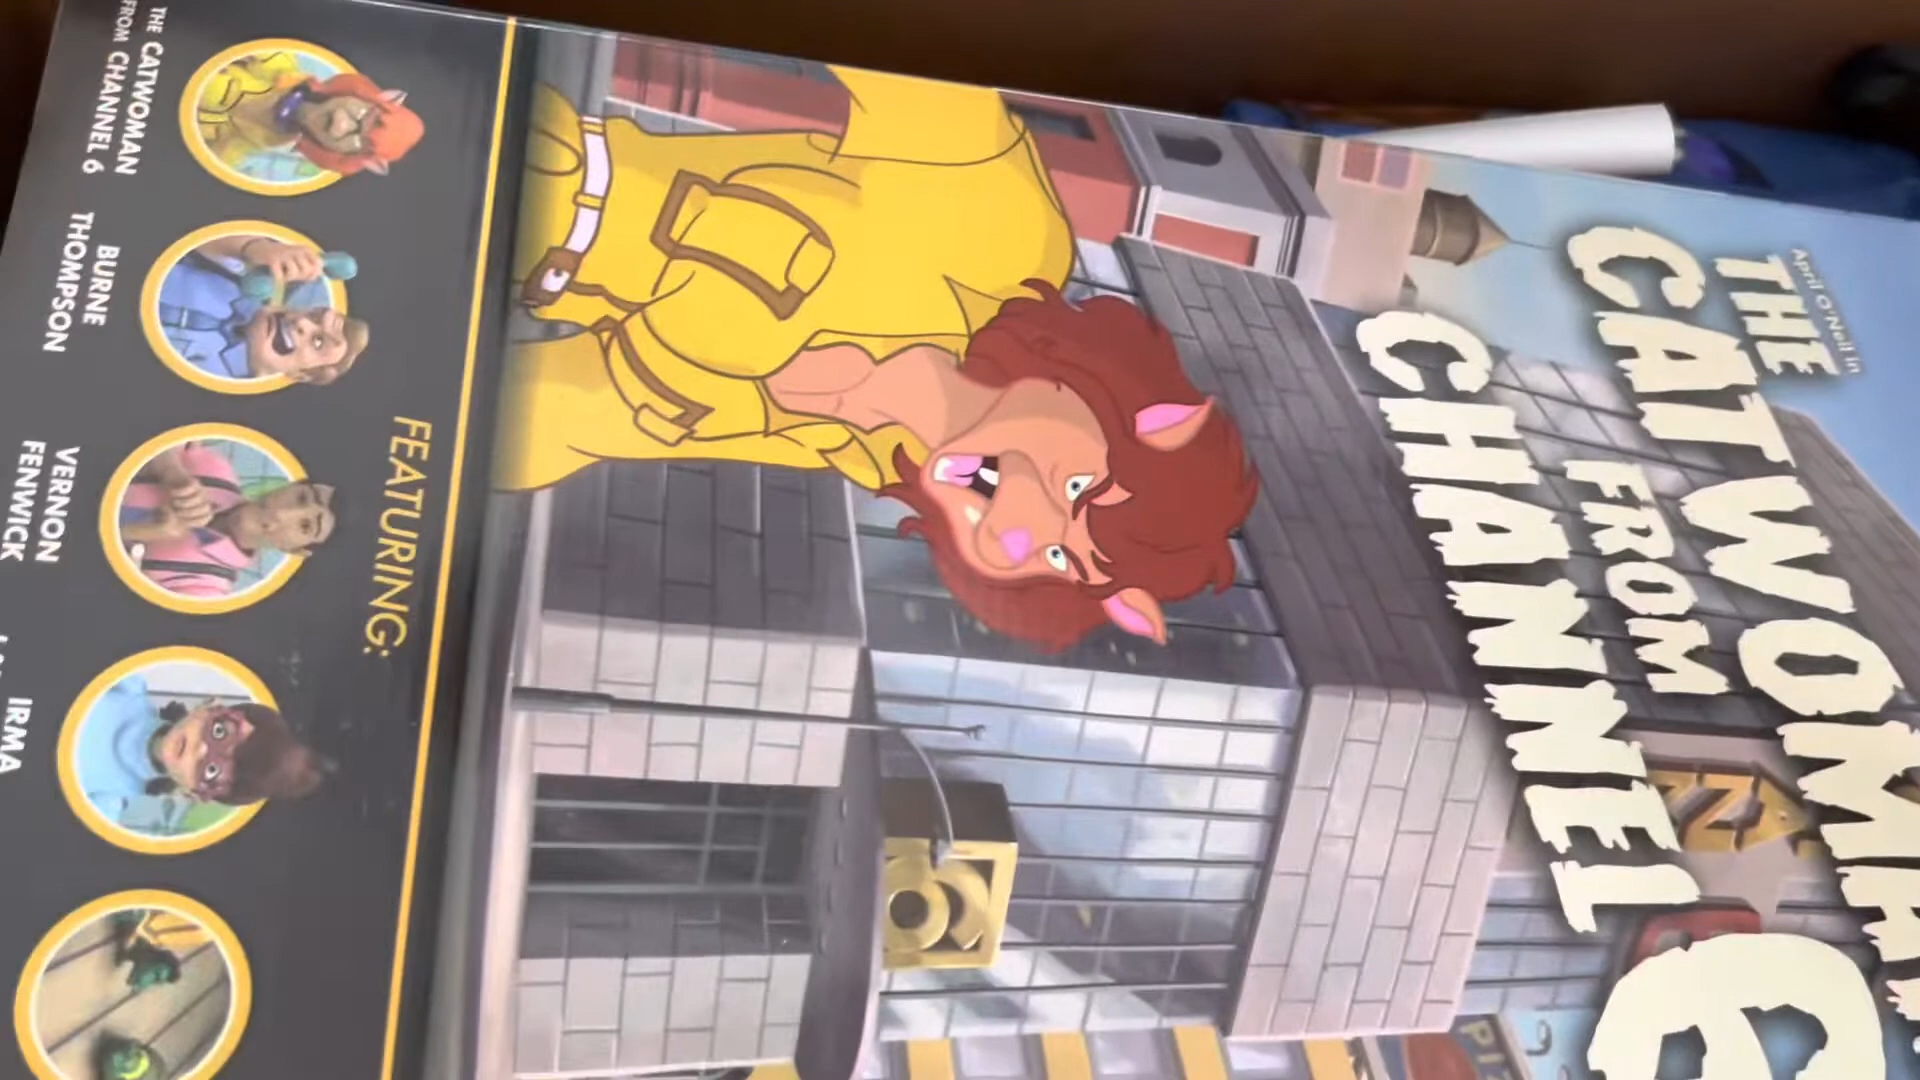 April O'Neil in
THE
CATWOMAN
FROM
CHANNEL 6
FEATURING:
THE CATWOMAN
FROM CHANNEL 6
BURNE
THOMPSON
VERNON
FENWICK
IRMA
6